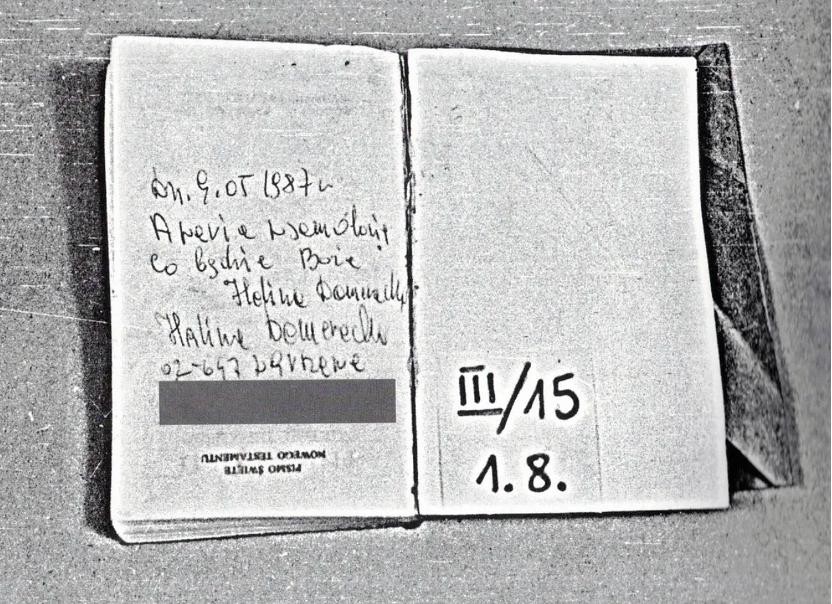 Dn. 9.05 1987 r
Awaria w samolocie
Co będzie Boże
Halina Domeracka
Halina Domeracka
02-647 Warszawa
PISMO ŚWIĘTE
NOWEGO TESTAMENTU
III/15
1.8.